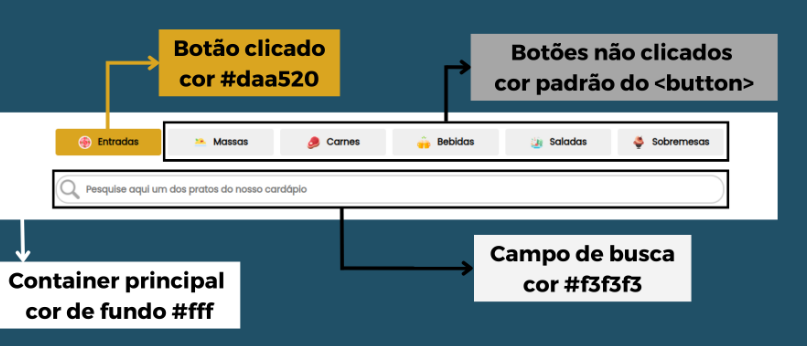 Botão clicado
cor #daa520
Botões não clicados
cor padrão do <button>
Entradas
Massas
Carnes
Bebidas
Saladas
Sobremesas
Pesquise aqui um dos pratos do nosso cardápio
Campo de busca
cor #f3f3f3
Container principal
cor de fundo #fff